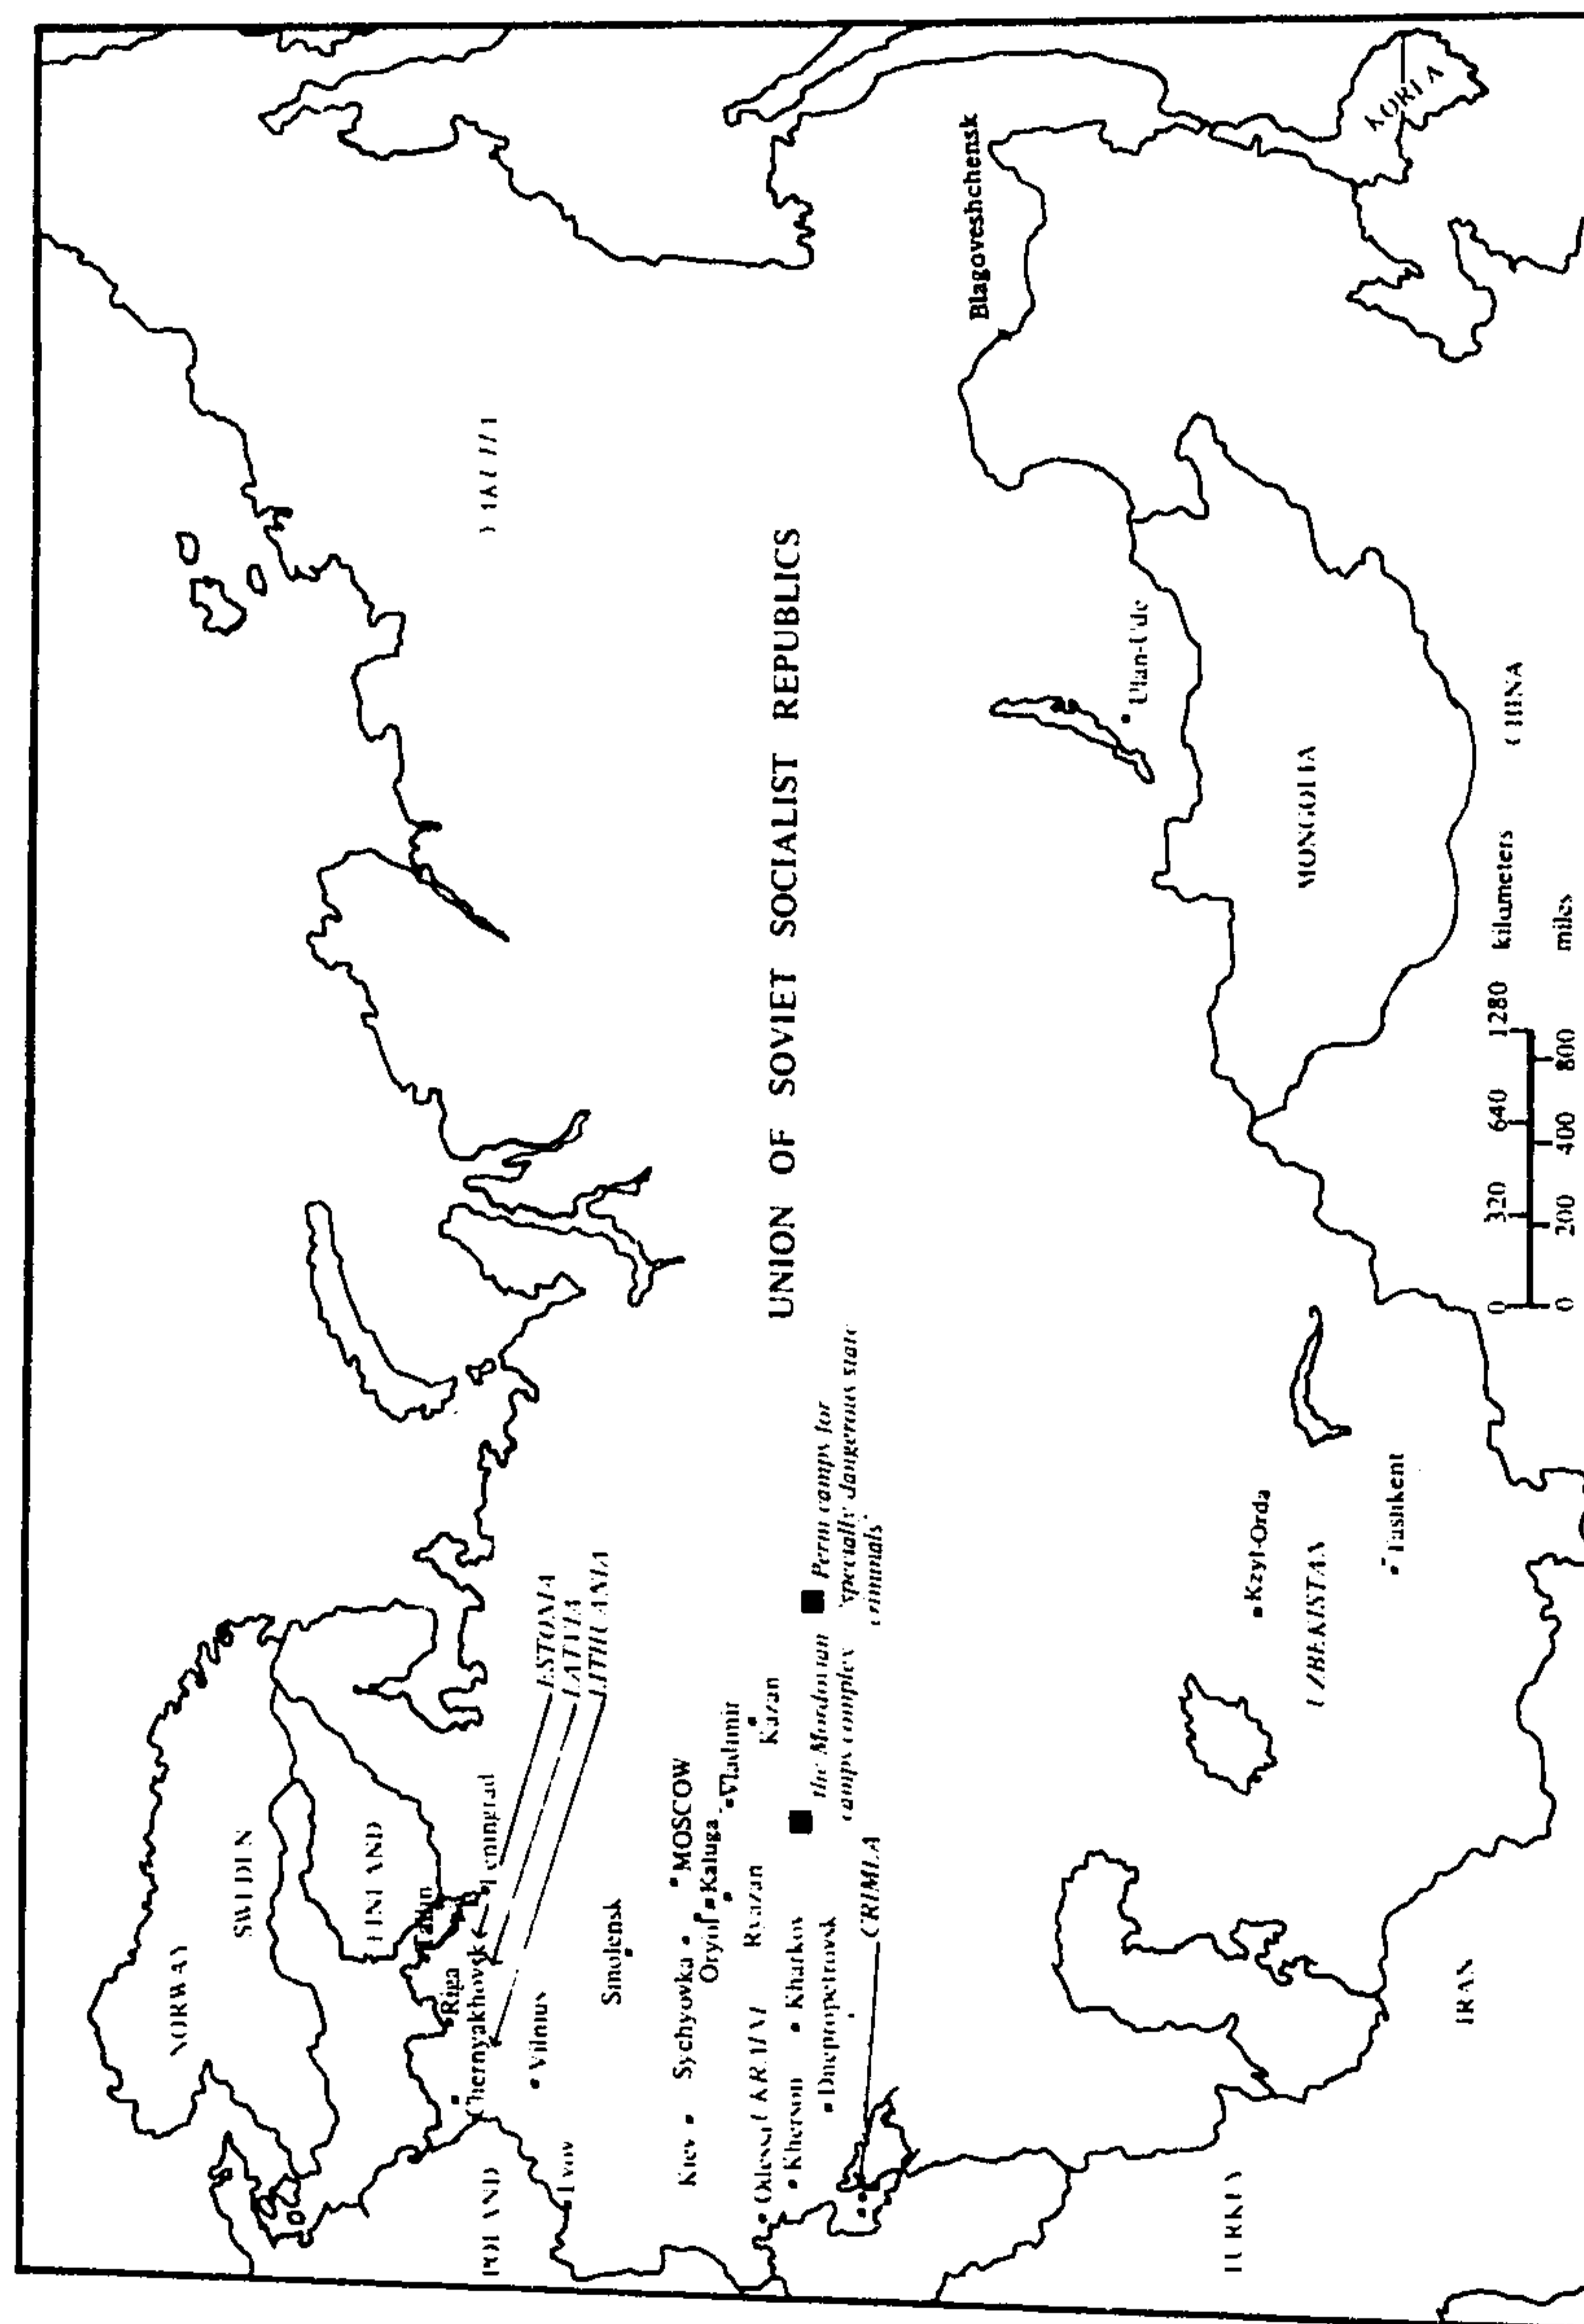 NORWAY
SWEDEN
FINLAND
Tallin
Leningrad
Riga
Chernyakhovsk
ESTONIA
LATVIA
LITHUANIA
Vilnius
POLAND
Lvov
Smolensk
MOSCOW
Kaluga
Vladimir
Sychyovka
Oryol
Kiev
Kazan
Ryazan
Odessa
UKRAINE
Kherson
Kharkov
Dnepropetrovsk
CRIMEA
the Mordovian
camps complex
Perm camps for
'specially dangerous state
criminals'
UNION OF SOVIET SOCIALIST REPUBLICS
Blagoveshchensk
KOREA
Ulan-Ude
MONGOLIA
CHINA
Kzyl-Orda
UZBEKISTAN
Tashkent
TURKEY
IRAN
0 320 640 1280 kilometers
0 200 400 800 miles